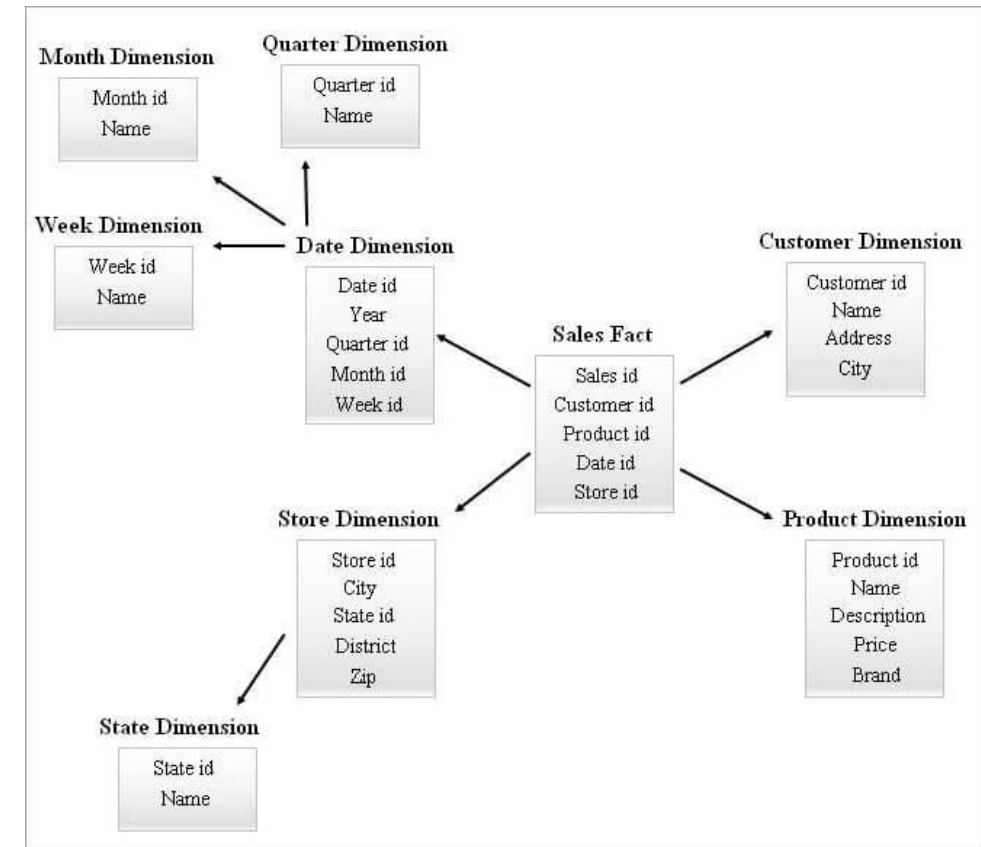 Month Dimension
Month id
Name
Quarter Dimension
Quarter id
Name
Week Dimension
Week id
Name
Date Dimension
Date id
Year
Quarter id
Month id
Week id
Sales Fact
Sales id
Customer id
Product id
Date id
Store id
Customer Dimension
Customer id
Name
Address
City
Store Dimension
Store id
City
State id
District
Zip
Product Dimension
Product id
Name
Description
Price
Brand
State Dimension
State id
Name